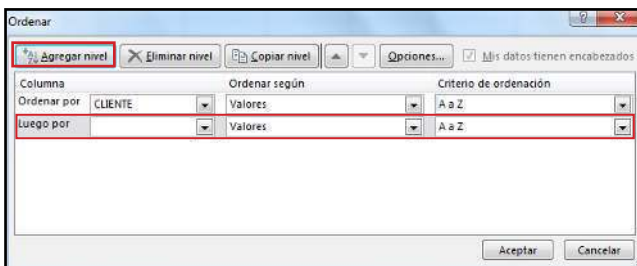 Ordenar
Agregar nivel Eliminar nivel Copiar nivel Opciones... Mis datos tienen encabezados
Columna Ordenar según Criterio de ordenación
Ordenar por CLIENTE Valores A a Z
Luego por Valores A a Z
Aceptar Cancelar